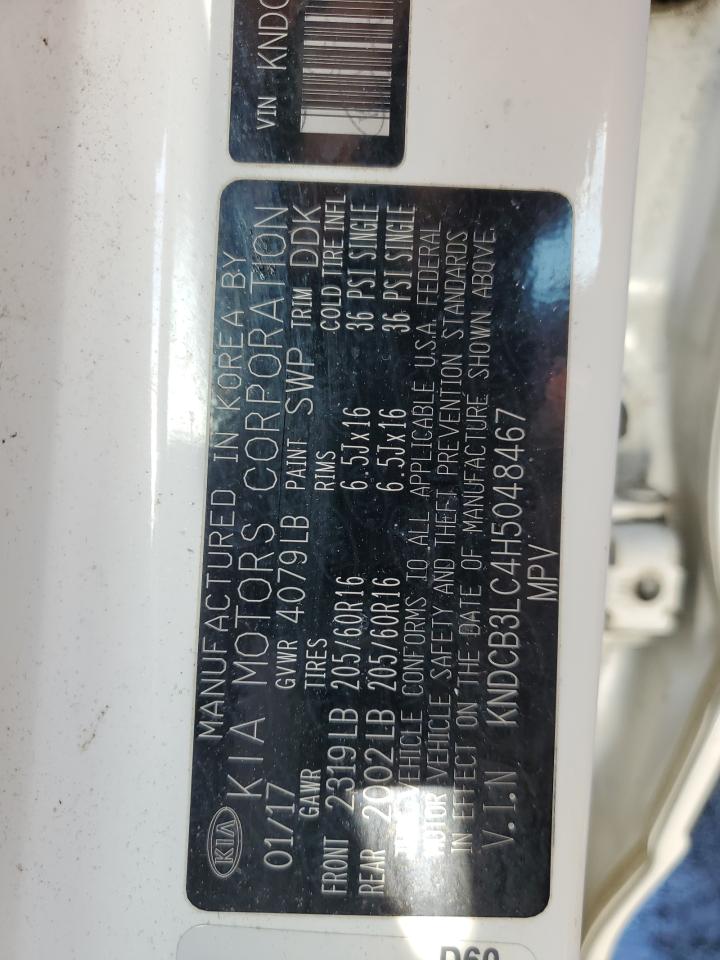 VIN KNDC
MANUFACTURED IN KOREA BY
KIA KIA MOTORS CORPORATION
01/17 GVWR 4079LB PAINT SWP TRIM DDK
GAWR TIRES RIMS COLD TIRE INFL
FRONT 2319LB 205/60R16 6.5Jx16 36 PSI SINGLE
REAR 2002LB 205/60R16 6.5Jx16 36 PSI SINGLE
THIS VEHICLE CONFORMS TO ALL APPLICABLE U.S.A. FEDERAL
MOTOR VEHICLE SAFETY AND THEFT PREVENTION STANDARDS
IN EFFECT ON THE DATE OF MANUFACTURE SHOWN ABOVE.
V.I.N KNDCB3LC4H5048467
MPV
D60